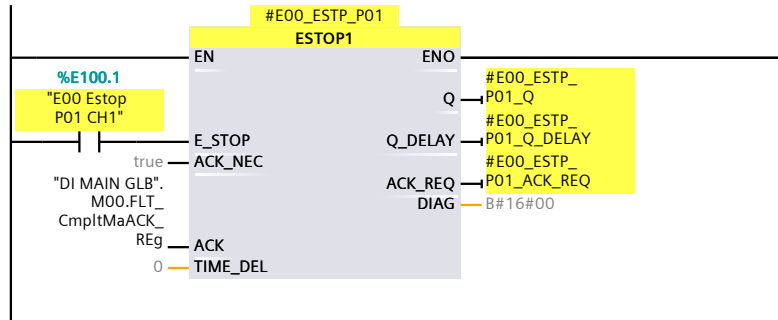 #E00_ESTP_P01
ESTOP1
EN
ENO
%E100.1
"E00 Estop
P01 CH1"
E_STOP
true
ACK_NEC
"DI MAIN GLB".
M00.FLT_
CmpltMaACK_
REg
ACK
0
TIME_DEL
Q
#E00_ESTP_
P01_Q
Q_DELAY
#E00_ESTP_
P01_Q_DELAY
ACK_REQ
#E00_ESTP_
P01_ACK_REQ
DIAG
B#16#00